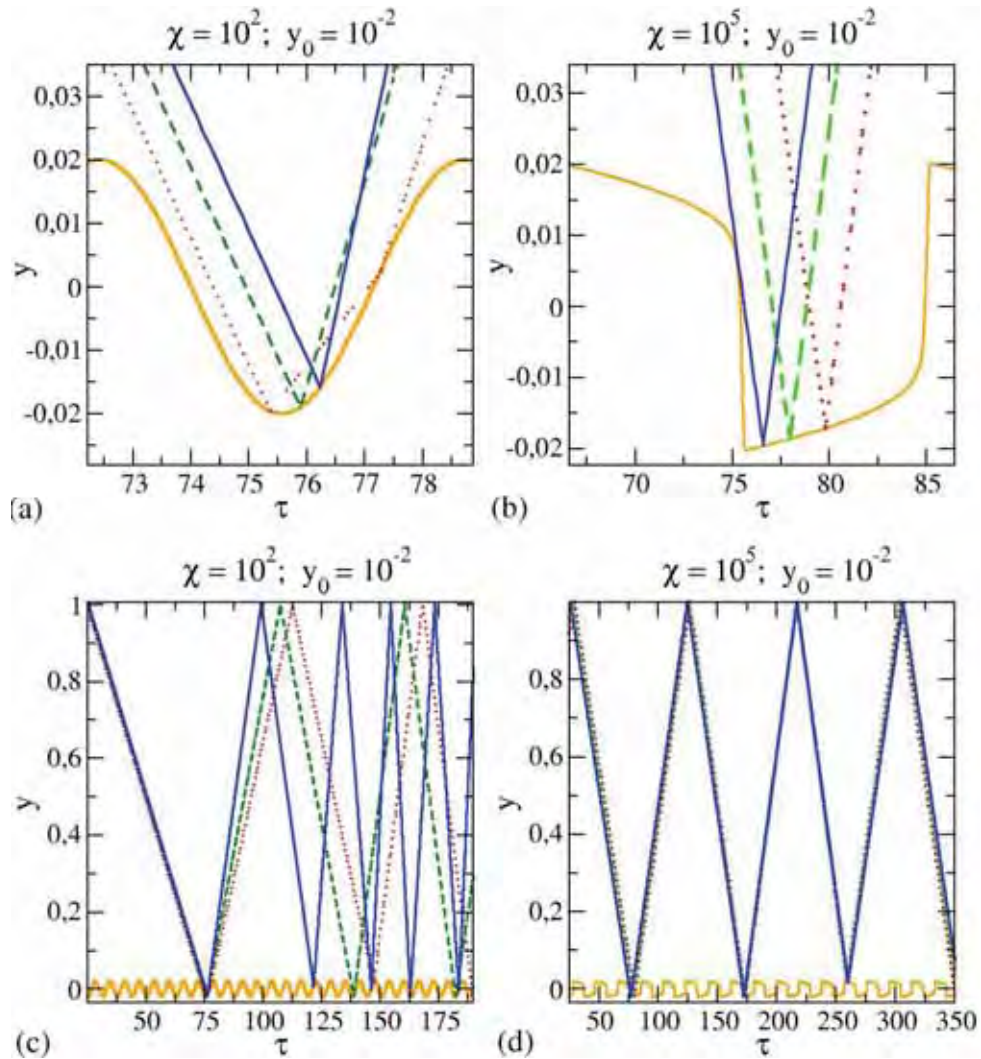 χ = 10²; y₀ = 10⁻²
0,03
0,02
0,01
0
-0,01
-0,02
y
73 74 75 76 77 78
(a) τ
χ = 10⁵; y₀ = 10⁻²
0,03
0,02
0,01
0
-0,01
-0,02
y
70 75 80 85
(b) τ
χ = 10²; y₀ = 10⁻²
1
0,8
0,6
0,4
0,2
0
y
50 75 100 125 150 175
(c) τ
χ = 10⁵; y₀ = 10⁻²
1
0,8
0,6
0,4
0,2
0
y
50 100 150 200 250 300 350
(d) τ